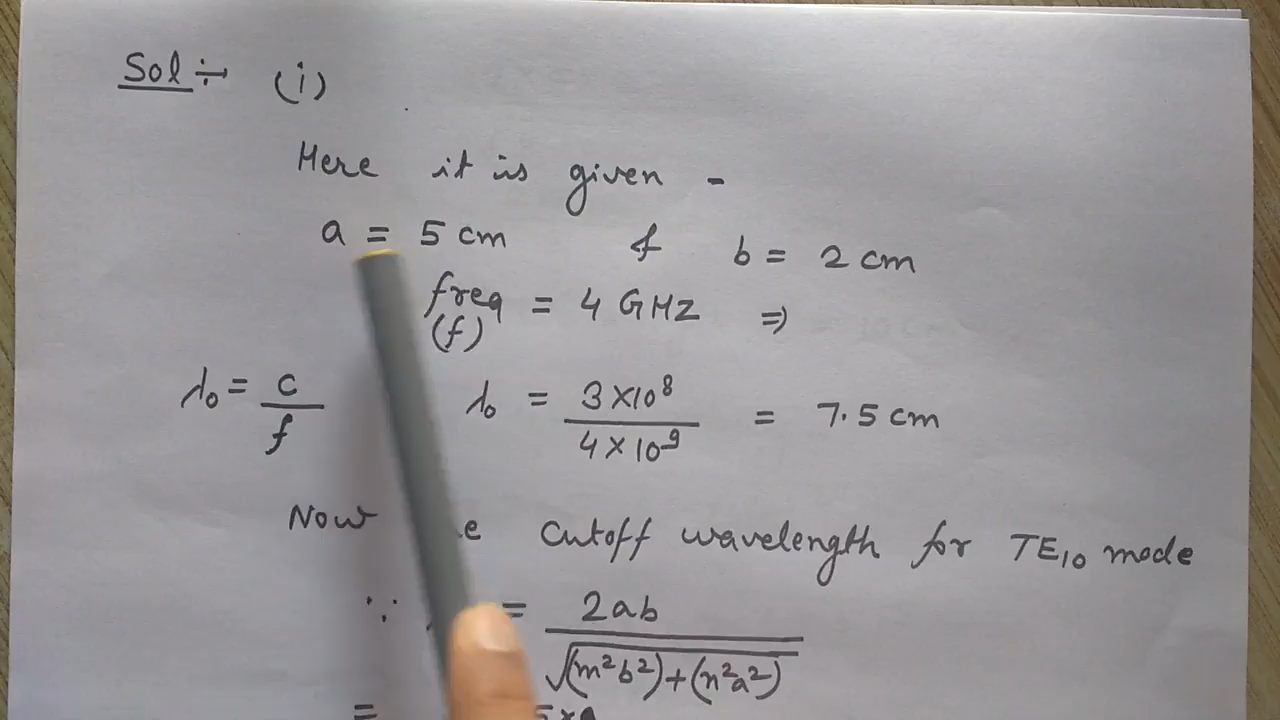 Sol ÷ (i)
Here it is given -
a = 5 cm & b = 2 cm
freq = 4 GHZ ⇒
(f)
λ₀ = c/f λ₀ = 3×10⁸/4×10⁹ = 7.5 cm
Now cutoff wavelength for TE₁₀ mode
∵ = 2ab/√(m²b²)+(n²a²)
=